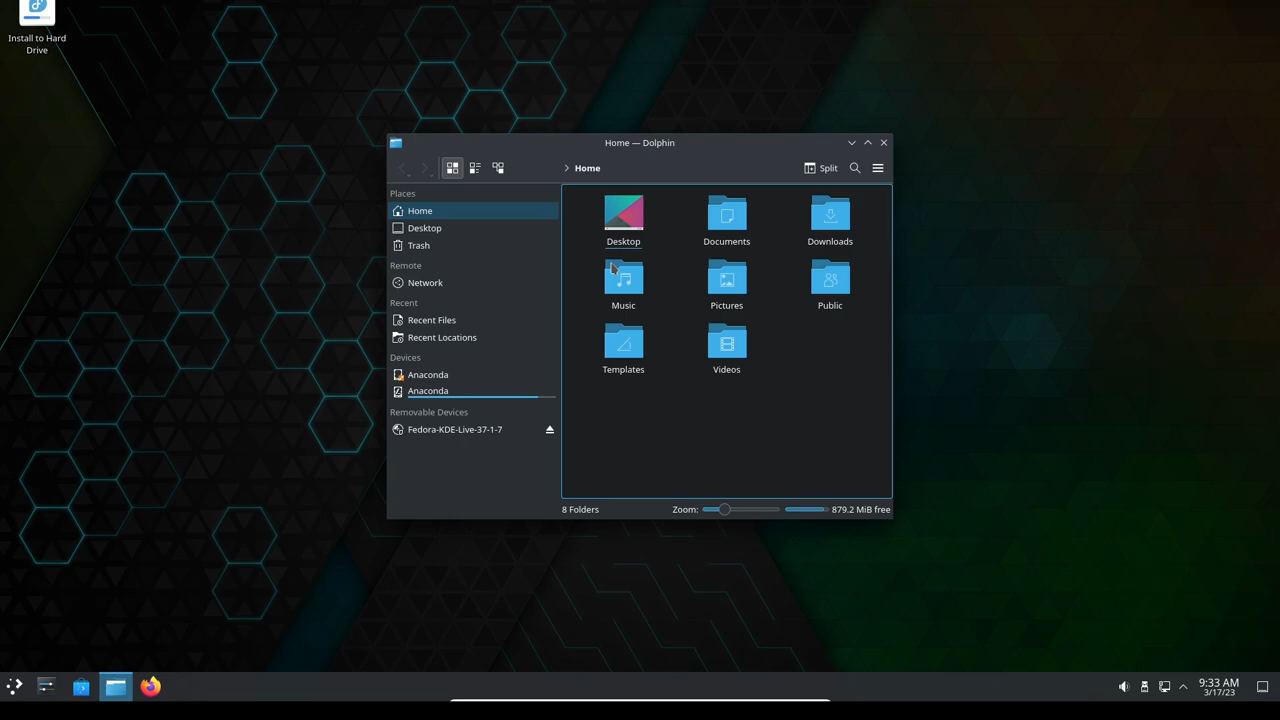 Install to Hard
Drive
Home — Dolphin
Home
Split
Places
Home
Desktop
Trash
Remote
Network
Recent
Recent Files
Recent Locations
Devices
Anaconda
Anaconda
Removable Devices
Fedora-KDE-Live-37-1-7
Desktop
Documents
Downloads
Music
Pictures
Public
Templates
Videos
8 Folders
Zoom:
879.2 MiB free
9:33 AM
3/17/23